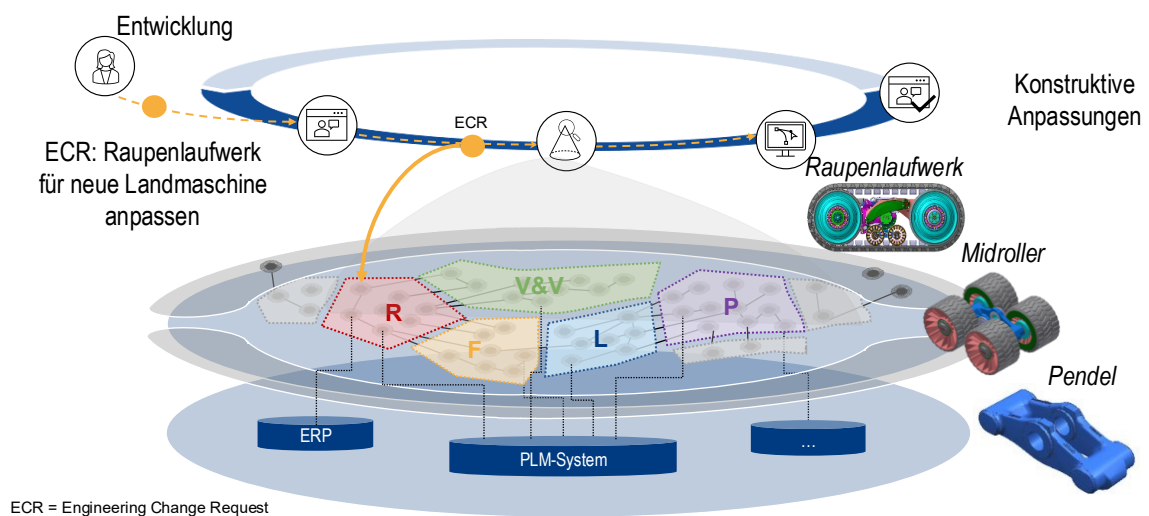 Entwicklung
ECR: Raupenlaufwerk
für neue Landmaschine
anpassen
ECR
Konstruktive
Anpassungen
Raupenlaufwerk
Midroller
Pendel
V&V
R
F
L
P
ERP
PLM-System
...
ECR = Engineering Change Request